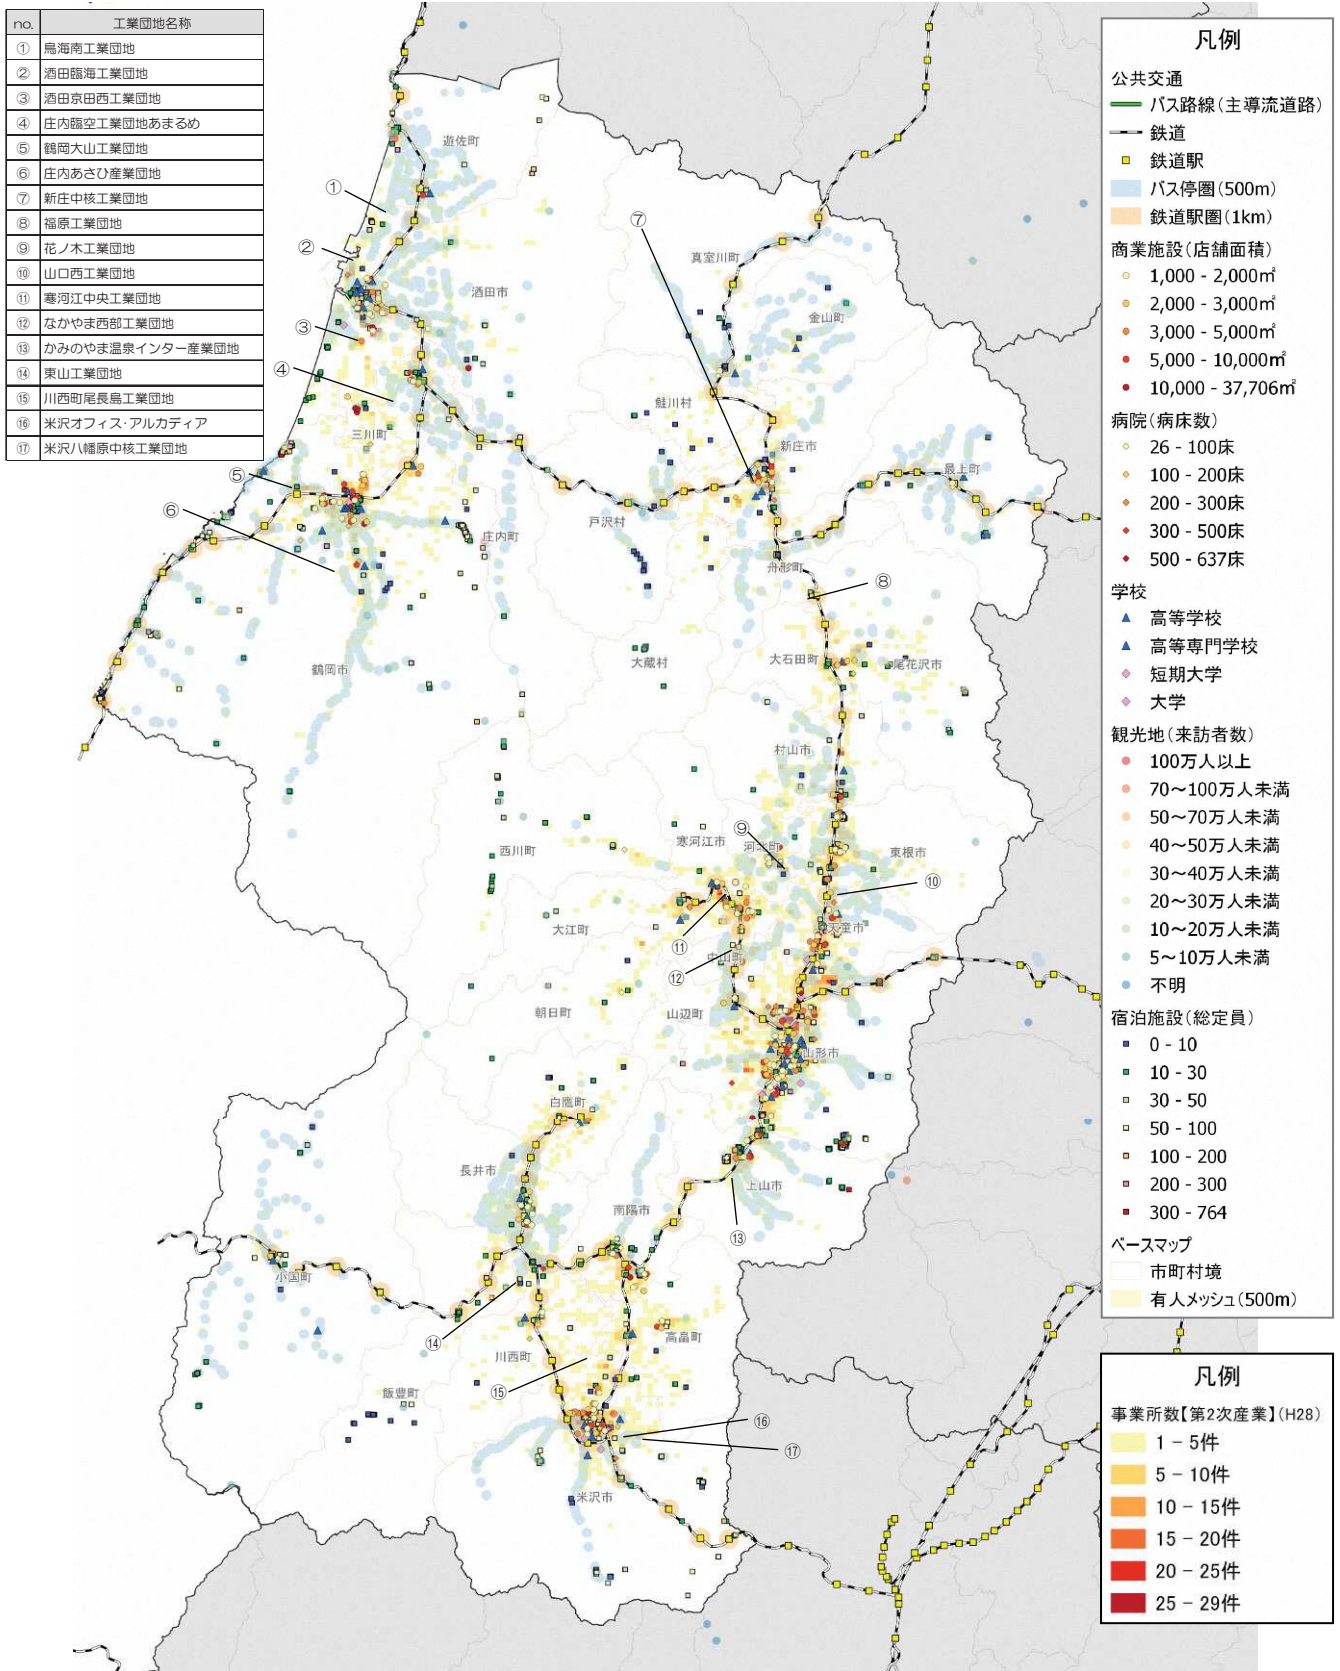 no. 工業団地名称
① 鳥海南工業団地
② 酒田臨海工業団地
③ 酒田京田西工業団地
④ 庄内臨空工業団地あまるめ
⑤ 鶴岡大山工業団地
⑥ 庄内あさひ産業団地
⑦ 新庄中核工業団地
⑧ 福原工業団地
⑨ 花ノ木工業団地
⑩ 山口西工業団地
⑪ 寒河江中央工業団地
⑫ なかやま西部工業団地
⑬ かみのやま温泉インター産業団地
⑭ 東山工業団地
⑮ 川西町尾長島工業団地
⑯ 米沢オフィス・アルカディア
⑰ 米沢八幡原中核工業団地
遊佐町
①
⑦
②
真室川町
酒田市
金山町
③
④
鮭川村
三川町
新庄市
最上町
⑤
⑥
戸沢村
庄内町
舟形町
⑧
大石田町
尾花沢市
大蔵村
鶴岡市
村山市
⑨
寒河江市
河北町
西川町
東根市
⑩
大江町
天童市
⑪
中山町
⑫
朝日町
山辺町
山形市
白鷹町
長井市
上山市
南陽市
⑬
小国町
⑭
高畠町
川西町
⑮
飯豊町
⑯
⑰
米沢市
凡例
公共交通
バス路線(主導流道路)
鉄道
鉄道駅
バス停圏(500m)
鉄道駅圏(1km)
商業施設(店舗面積)
1,000 - 2,000㎡
2,000 - 3,000㎡
3,000 - 5,000㎡
5,000 - 10,000㎡
10,000 - 37,706㎡
病院(病床数)
26 - 100床
100 - 200床
200 - 300床
300 - 500床
500 - 637床
学校
高等学校
高等専門学校
短期大学
大学
観光地(来訪者数)
100万人以上
70～100万人未満
50～70万人未満
40～50万人未満
30～40万人未満
20～30万人未満
10～20万人未満
5～10万人未満
不明
宿泊施設(総定員)
0 - 10
10 - 30
30 - 50
50 - 100
100 - 200
200 - 300
300 - 764
ベースマップ
市町村境
有人メッシュ(500m)
凡例
事業所数【第2次産業】(H28)
1 - 5件
5 - 10件
10 - 15件
15 - 20件
20 - 25件
25 - 29件